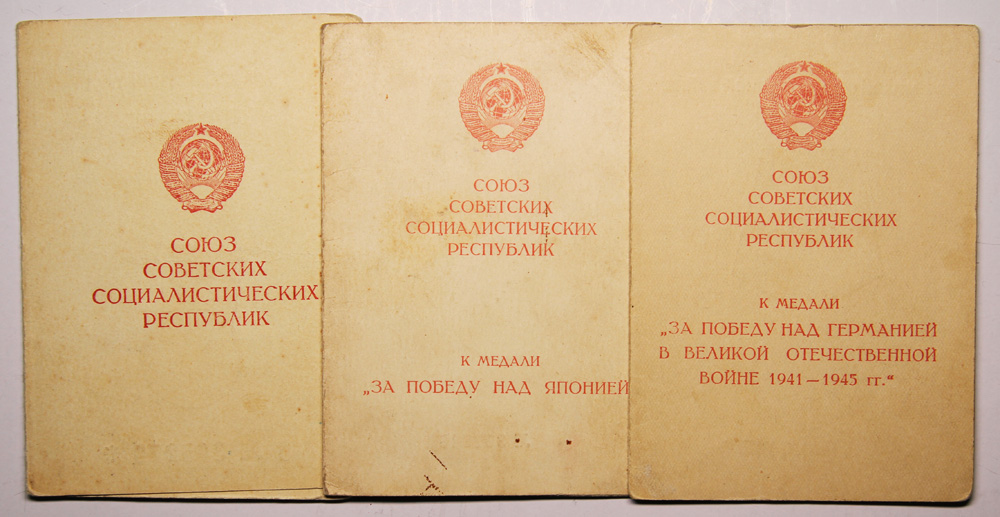 СОЮЗ
СОВЕТСКИХ
СОЦИАЛИСТИЧЕСКИХ
РЕСПУБЛИК
СОЮЗ
СОВЕТСКИХ
СОЦИАЛИСТИЧЕСКИХ
РЕСПУБЛИК
К МЕДАЛИ
„ЗА ПОБЕДУ НАД ЯПОНИЕЙ
СОЮЗ
СОВЕТСКИХ
СОЦИАЛИСТИЧЕСКИХ
РЕСПУБЛИК
К МЕДАЛИ
„ЗА ПОБЕДУ НАД ГЕРМАНИЕЙ
В ВЕЛИКОЙ ОТЕЧЕСТВЕННОЙ
ВОЙНЕ 1941 — 1945 гг.“